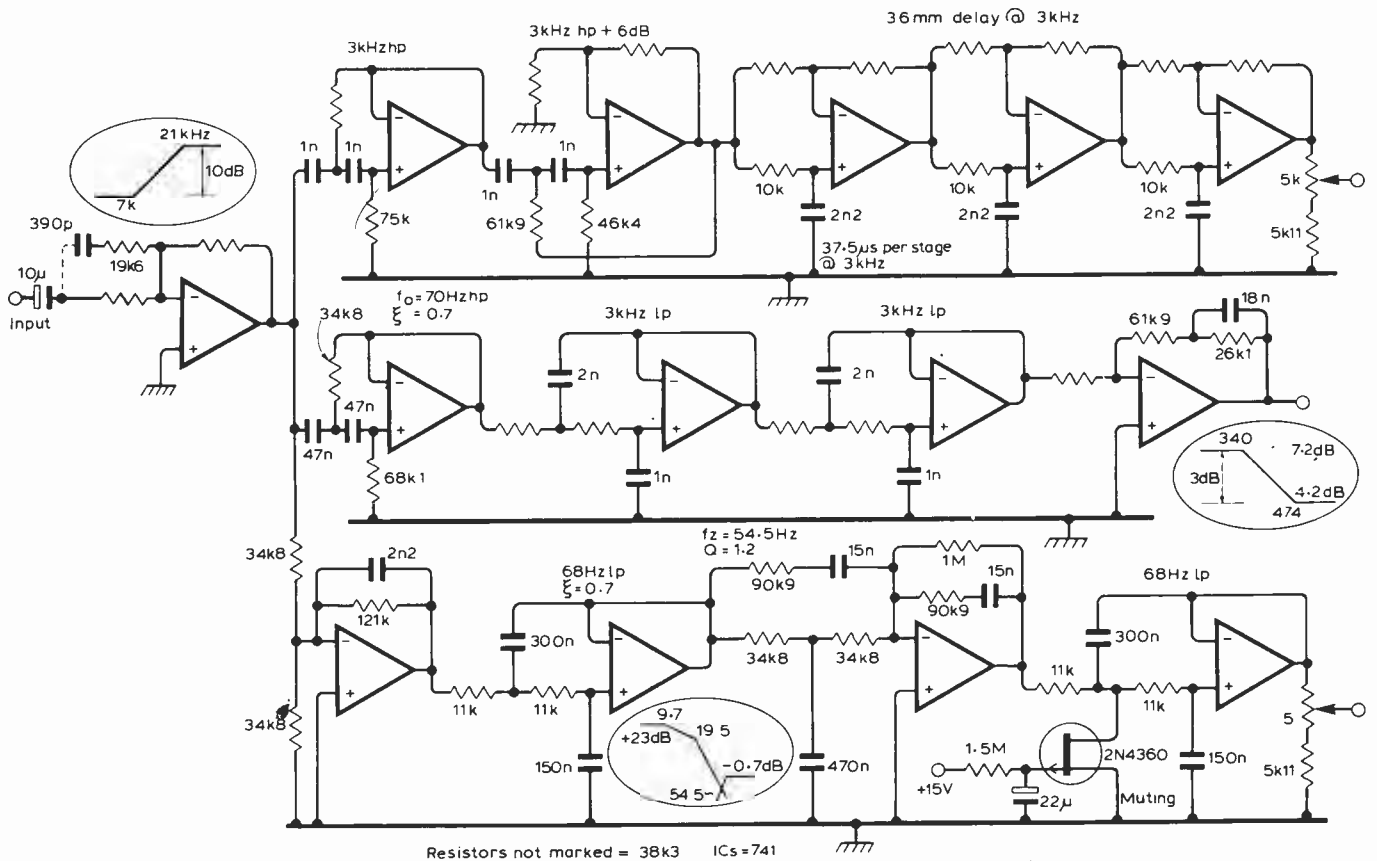 36mm delay @ 3kHz
3kHz hp + 6dB
3kHz hp
21kHz
10dB
7k
1n
1n
1n
1n
10k
10k
10k
5k
390p
75k
61k9
46k4
2n2
2n2
2n2
19k6
5k11
10µ
37·5µs per stage
@ 3kHz
Input
fo=70Hz hp
ξ = 0.7
34k8
3kHz lp
3kHz lp
18n
61k9
26k1
2n
2n
47n
47n
340
7·2dB
68k1
1n
1n
3dB
4·2dB
474
fz = 54·5Hz
Q = 1.2
34k8
2n2
68Hz lp
ξ=0.7
90k9
15n
1M
15n
68Hz lp
121k
90k9
300n
34k8
34k8
300n
11k
11k
11k
11k
34k8
9·7
+23dB
19 5
−0·7dB
54 5~
150n
470n
1.5M
2N4360
150n
5
5k11
+15V
22µ
Muting
Resistors not marked = 38k3
ICs = 741
−
+
−
+
−
+
−
+
−
+
−
+
−
+
−
+
−
+
−
+
−
+
−
+
−
+
−
+